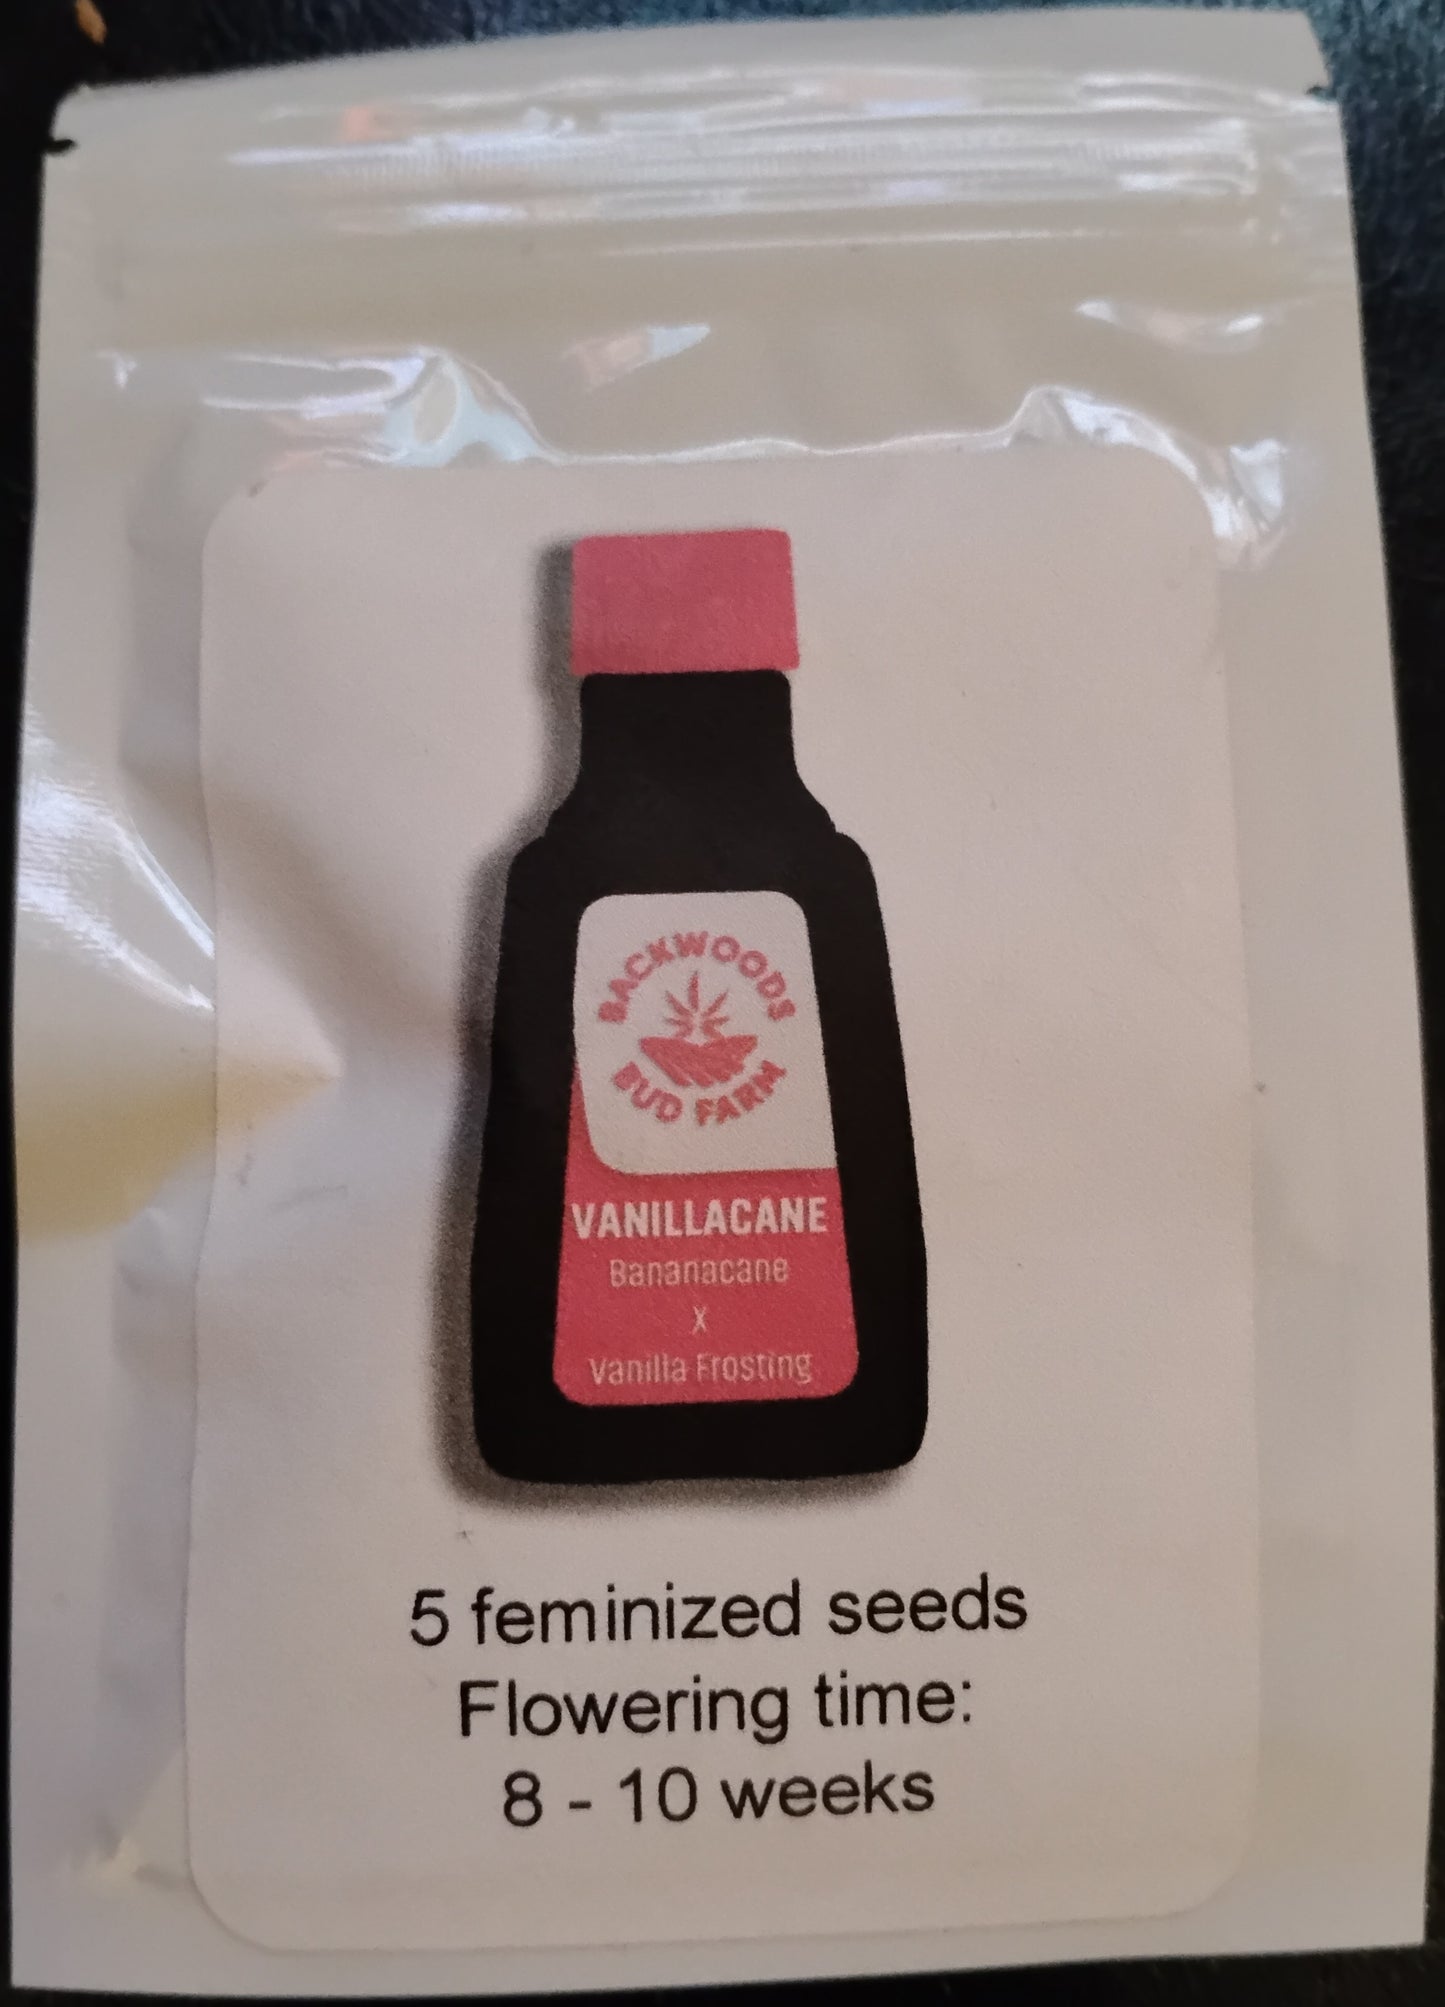 BACKWOODS
BUD FARM
VANILLACANE
Bananacane
X
Vanilla Frosting
5 feminized seeds
Flowering time:
8 - 10 weeks